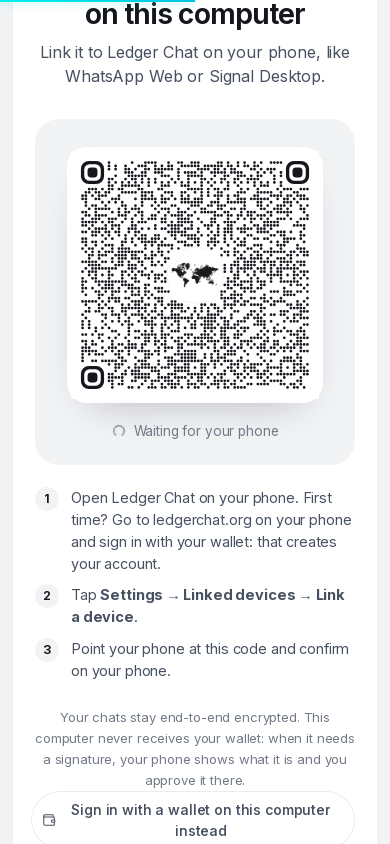 on this computer
Link it to Ledger Chat on your phone, like
WhatsApp Web or Signal Desktop.
Waiting for your phone
1 Open Ledger Chat on your phone. First
time? Go to ledgerchat.org on your phone
and sign in with your wallet: that creates
your account.
2 Tap Settings → Linked devices → Link
a device.
3 Point your phone at this code and confirm
on your phone.
Your chats stay end-to-end encrypted. This
computer never receives your wallet: when it needs
a signature, your phone shows what it is and you
approve it there.
Sign in with a wallet on this computer
instead